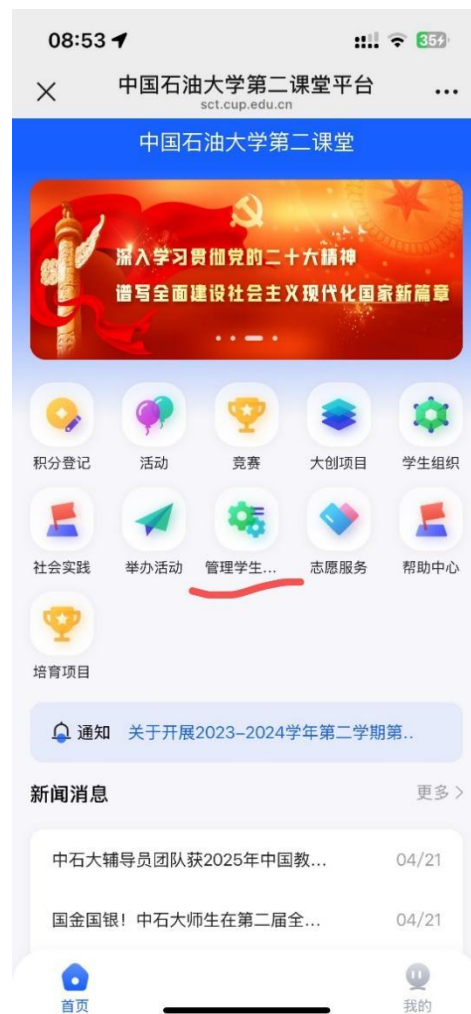 08:53
35
中国石油大学第二课堂平台
sct.cup.edu.cn
中国石油大学第二课堂
深入学习贯彻党的二十大精神
谱写全面建设社会主义现代化国家新篇章
积分登记 活动 竞赛 大创项目 学生组织
社会实践 举办活动 管理学生... 志愿服务 帮助中心
培育项目
通知 关于开展2023-2024学年第二学期第..
新闻消息 更多
中石大辅导员团队获2025年中国教... 04/21
国金国银！中石大师生在第二届全... 04/21
首页 我的